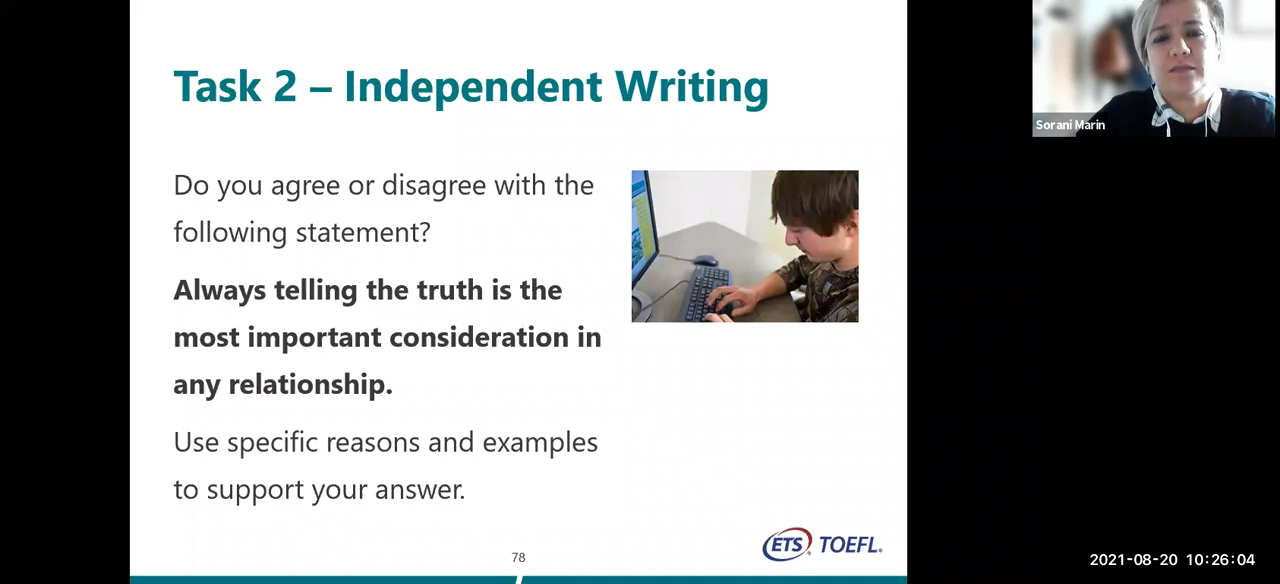 Task 2 – Independent Writing
Sorani Marin
Do you agree or disagree with the
following statement?
Always telling the truth is the
most important consideration in
any relationship.
Use specific reasons and examples
to support your answer.
78
ETS TOEFL
2021-08-20 10:26:04